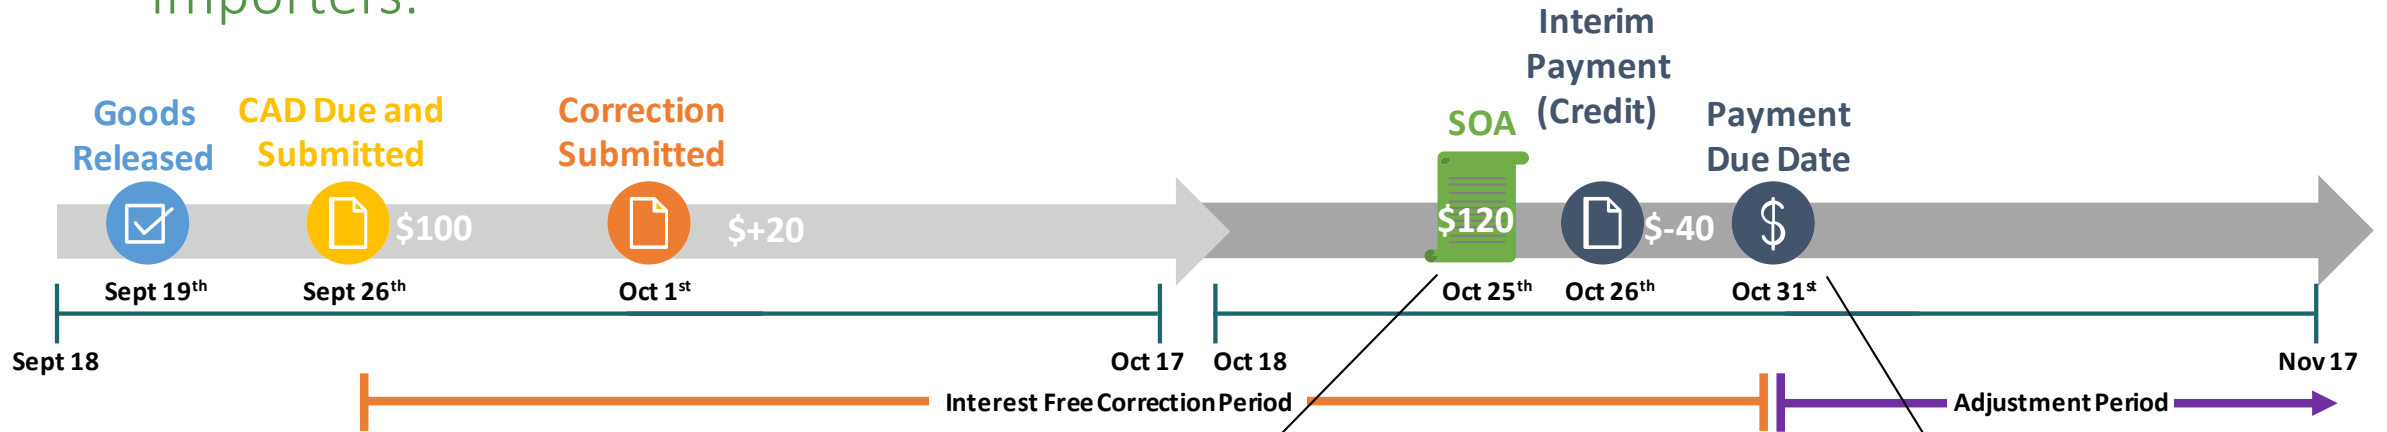 importers.
Interim
Payment
(Credit)
Goods
Released
CAD Due and
Submitted
Correction
Submitted
SOA
Payment
Due Date
$100
$+20
$120
$-40
Sept 19th
Sept 26th
Oct 1st
Oct 25th
Oct 26th
Oct 31st
Sept 18
Oct 17
Oct 18
Nov 17
Interest Free Correction Period
Adjustment Period